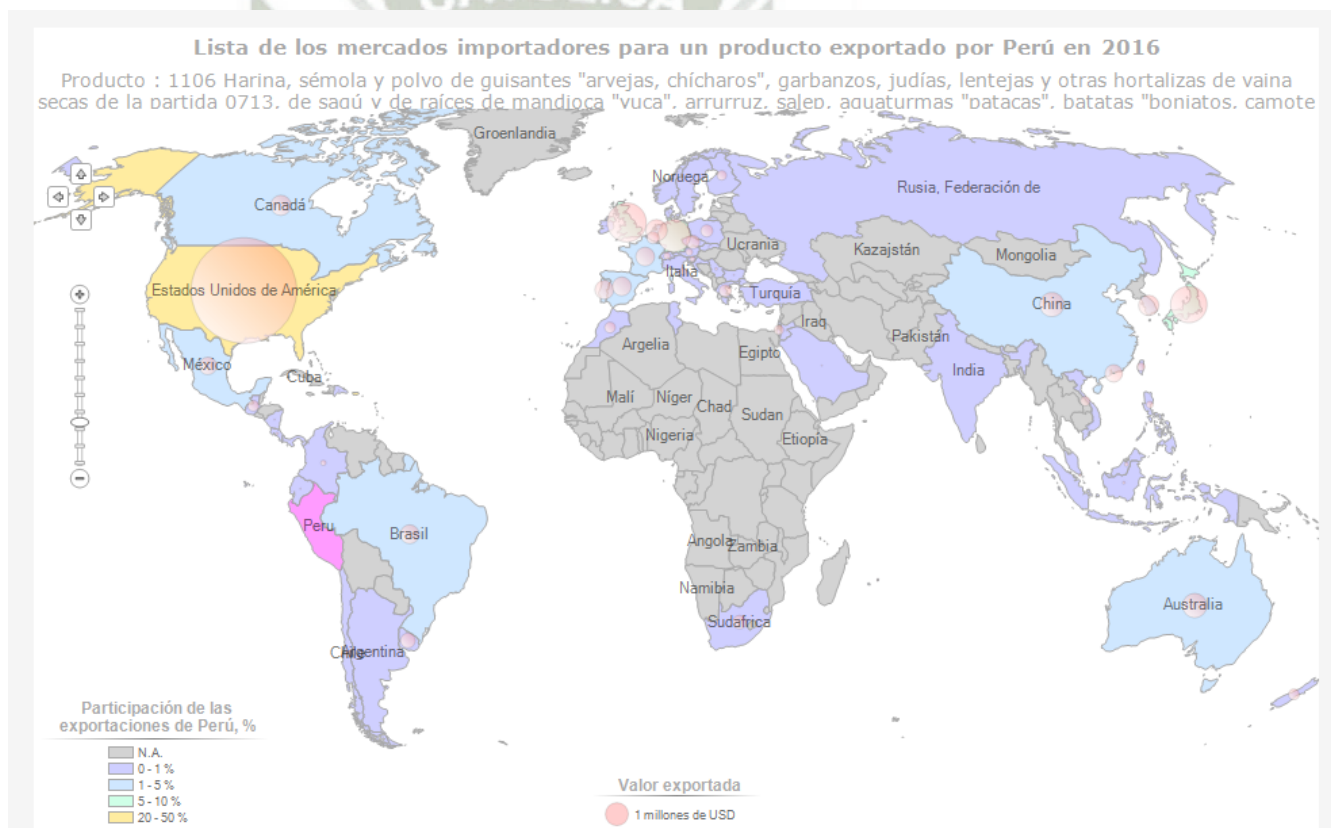 CATÓLICA
Lista de los mercados importadores para un producto exportado por Perú en 2016
Producto : 1106 Harina, sémola y polvo de guisantes "arvejas, chícharos", garbanzos, judías, lentejas y otras hortalizas de vaina
secas de la partida 0713, de sagú y de raíces de mandioca "yuca", arrurruz, salep, aguaturmas "patacas", batatas "boniatos, camote
Groenlandia
Noruega
Rusia, Federación de
Canadá
Ucrania
Kazajstán
Mongolia
Italia
Estados Unidos de América
Turquía
China
Iraq
Pakistán
Argelia
Egipto
México
India
Cuba
Malí
Níger
Chad
Sudan
Nigeria
Etiopía
Peru
Brasil
Angola
Zambia
Namibia
Australia
Sudáfrica
Chile
Argentina
Participación de las
exportaciones de Perú, %
N.A.
0 - 1 %
1 - 5 %
5 - 10 %
20 - 50 %
Valor exportada
1 millones de USD